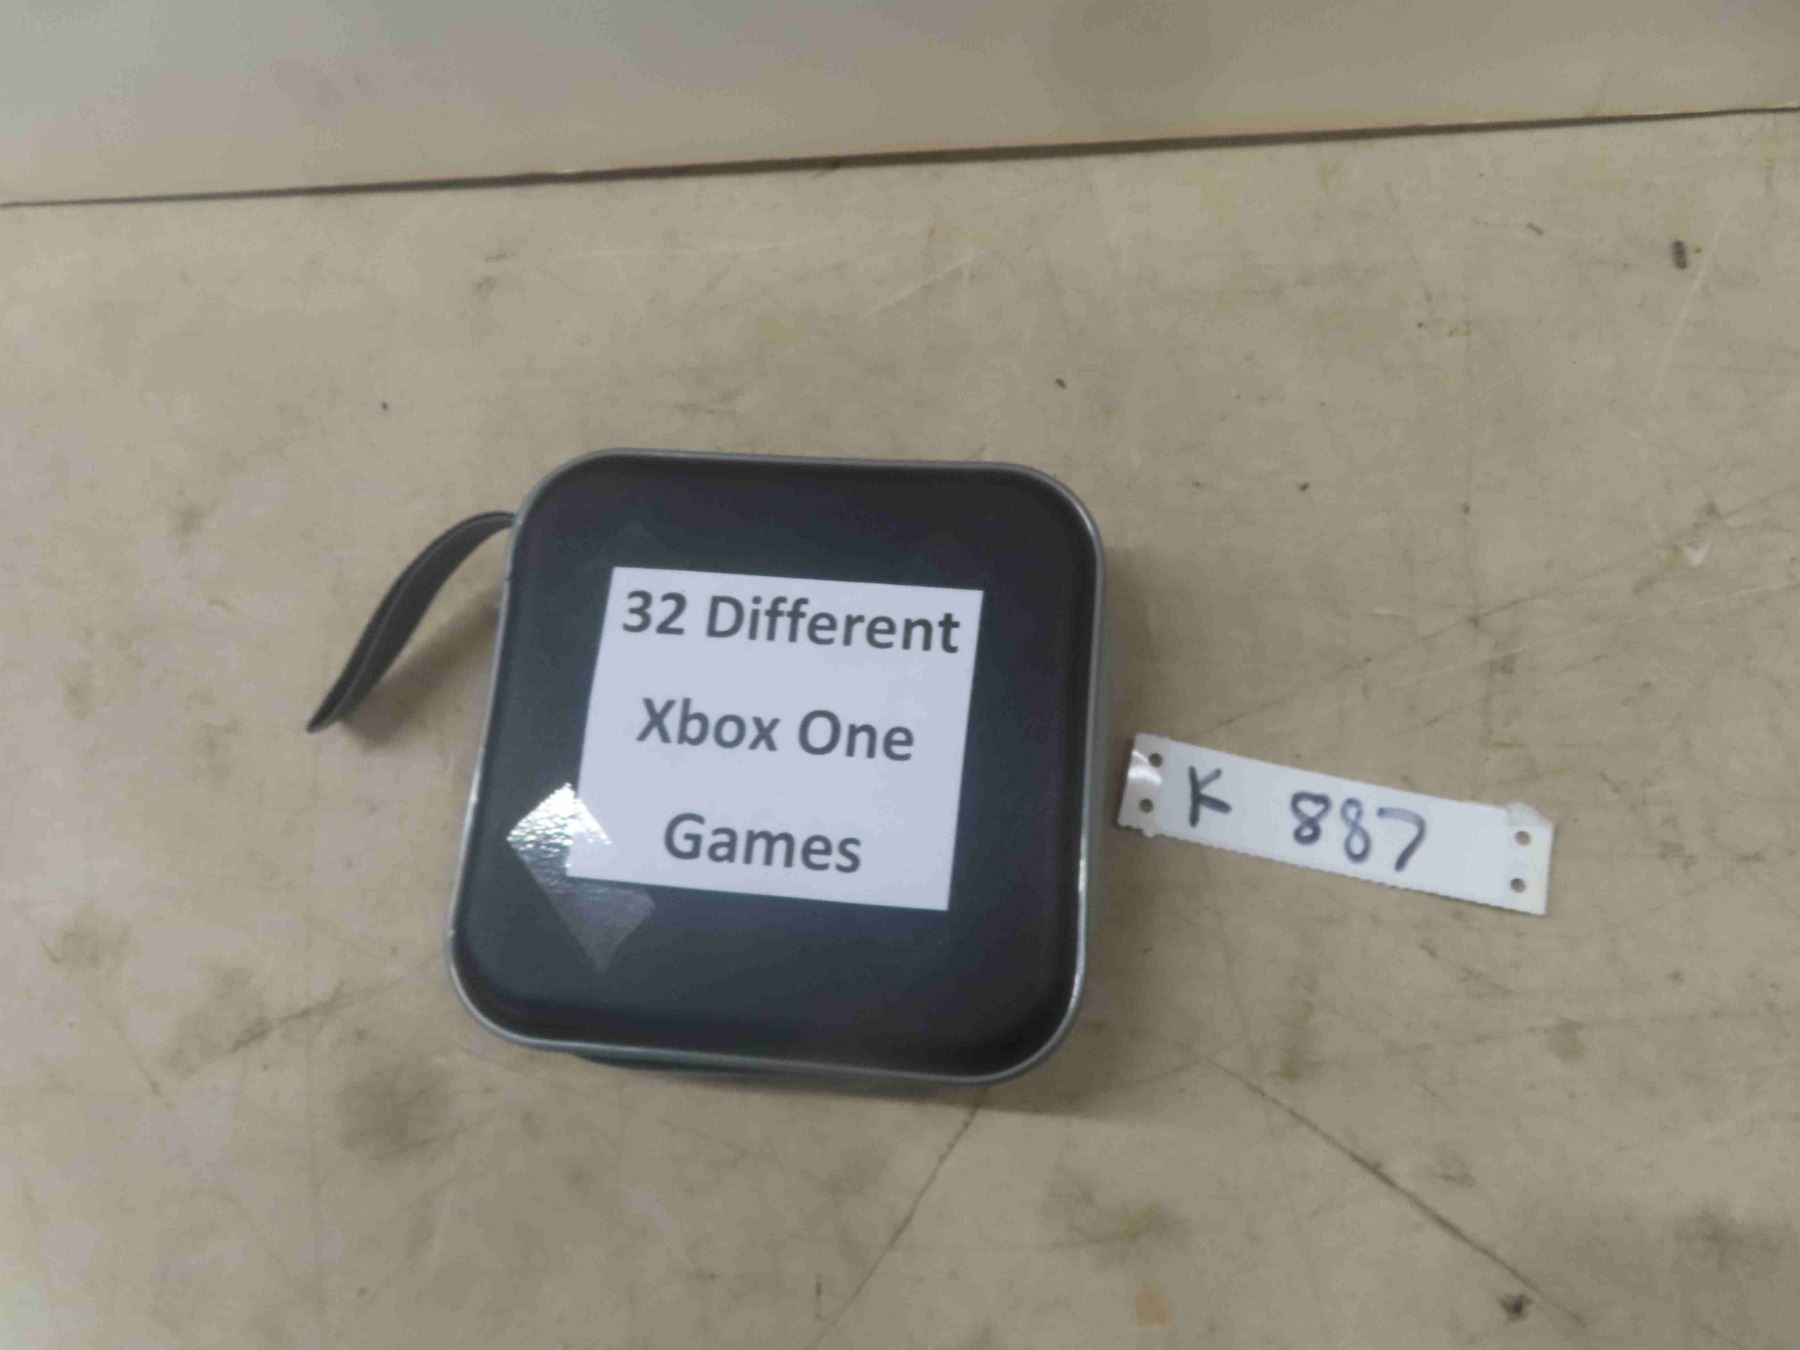 32 Different
Xbox One
Games
K 887